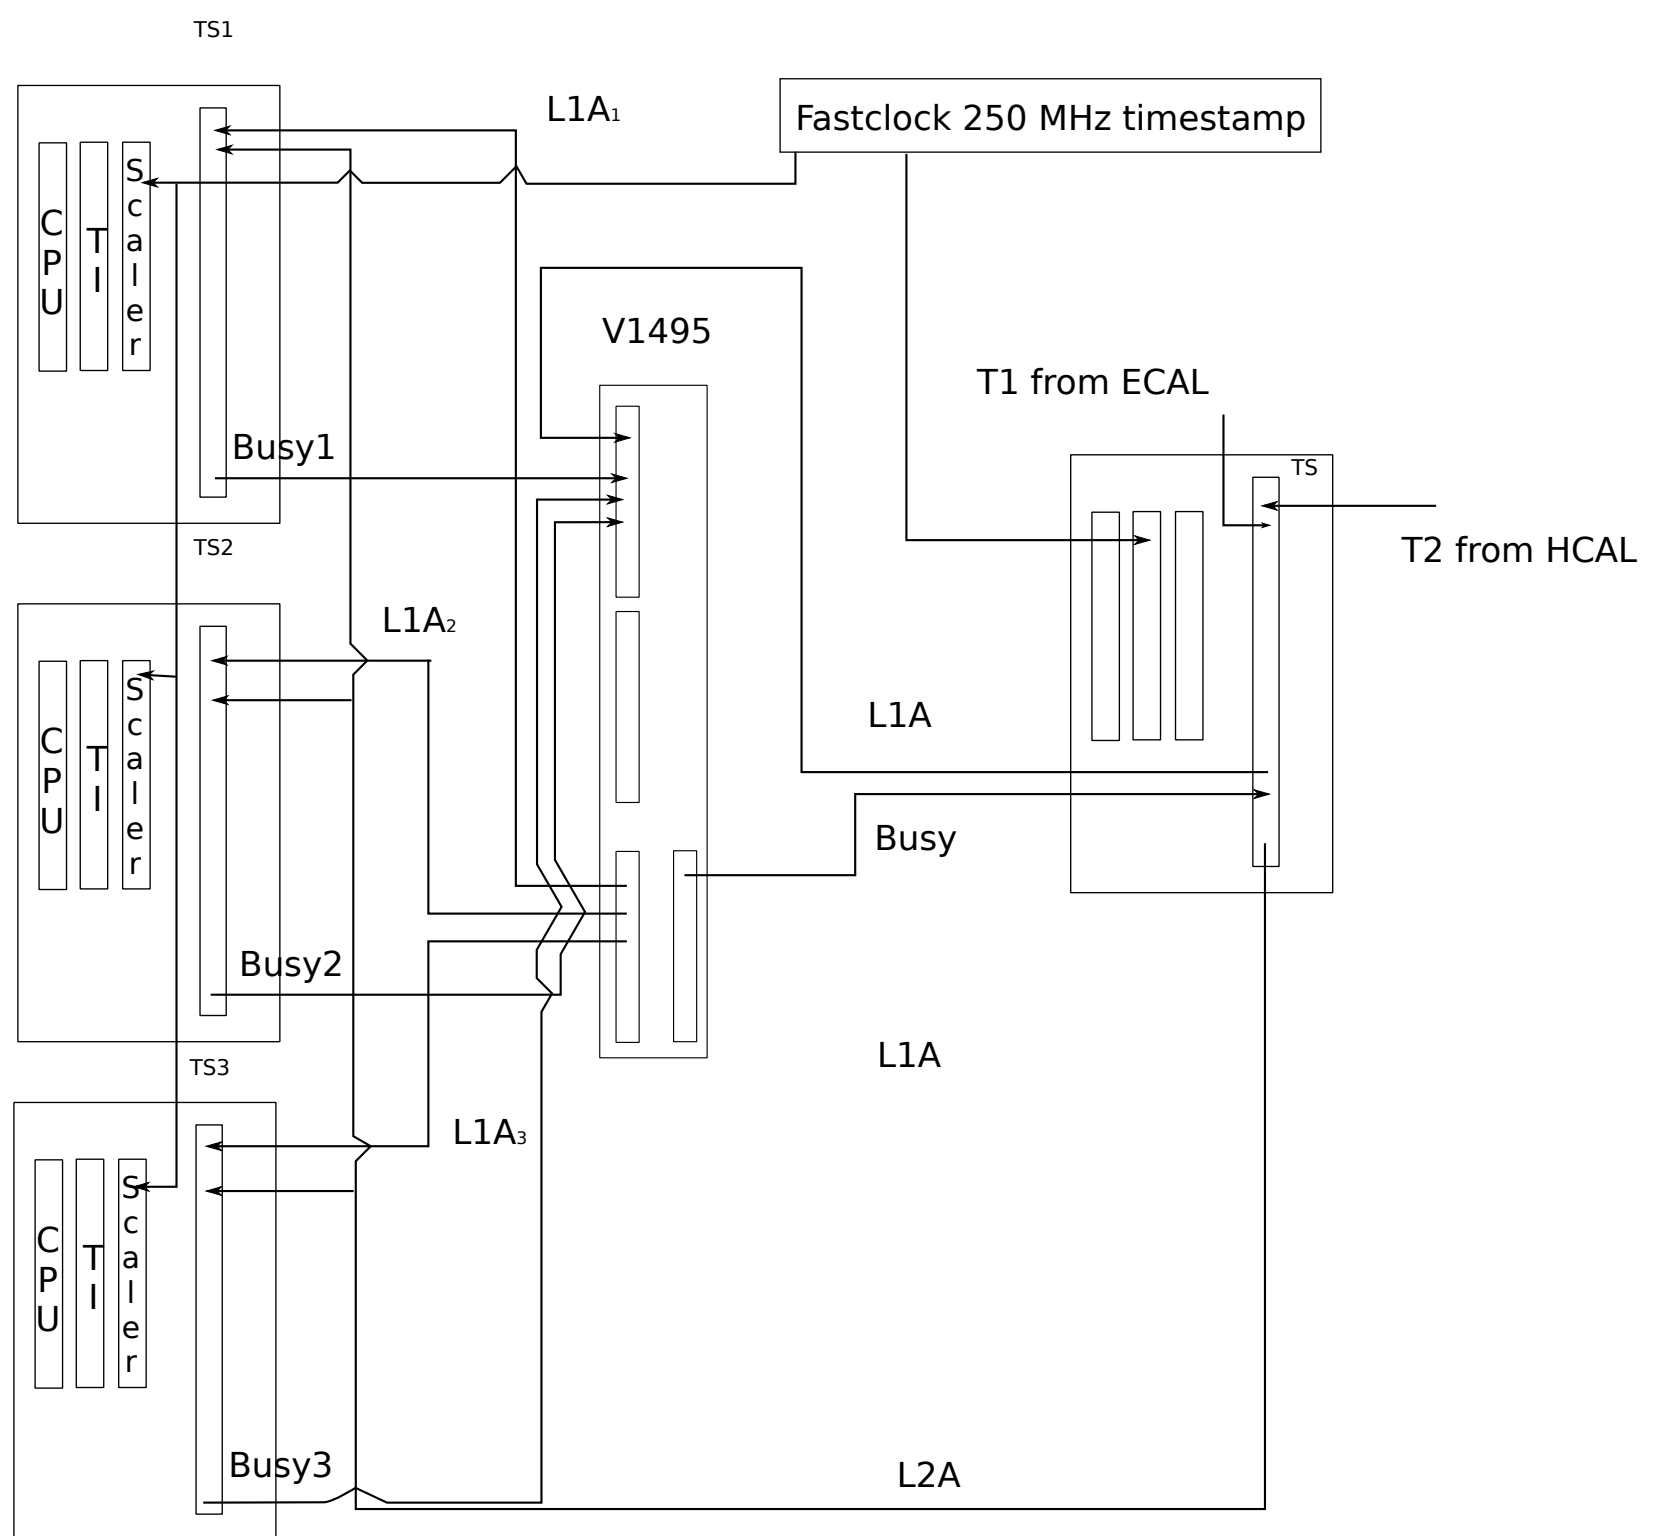 TS1
L1A₁
Fastclock 250 MHz timestamp
CPU
TI
Scaler
V1495
T1 from ECAL
Busy1
TS
T2 from HCAL
TS2
L1A₂
CPU
TI
Scaler
L1A
Busy
Busy2
L1A
TS3
L1A₃
CPU
TI
Scaler
Busy3
L2A